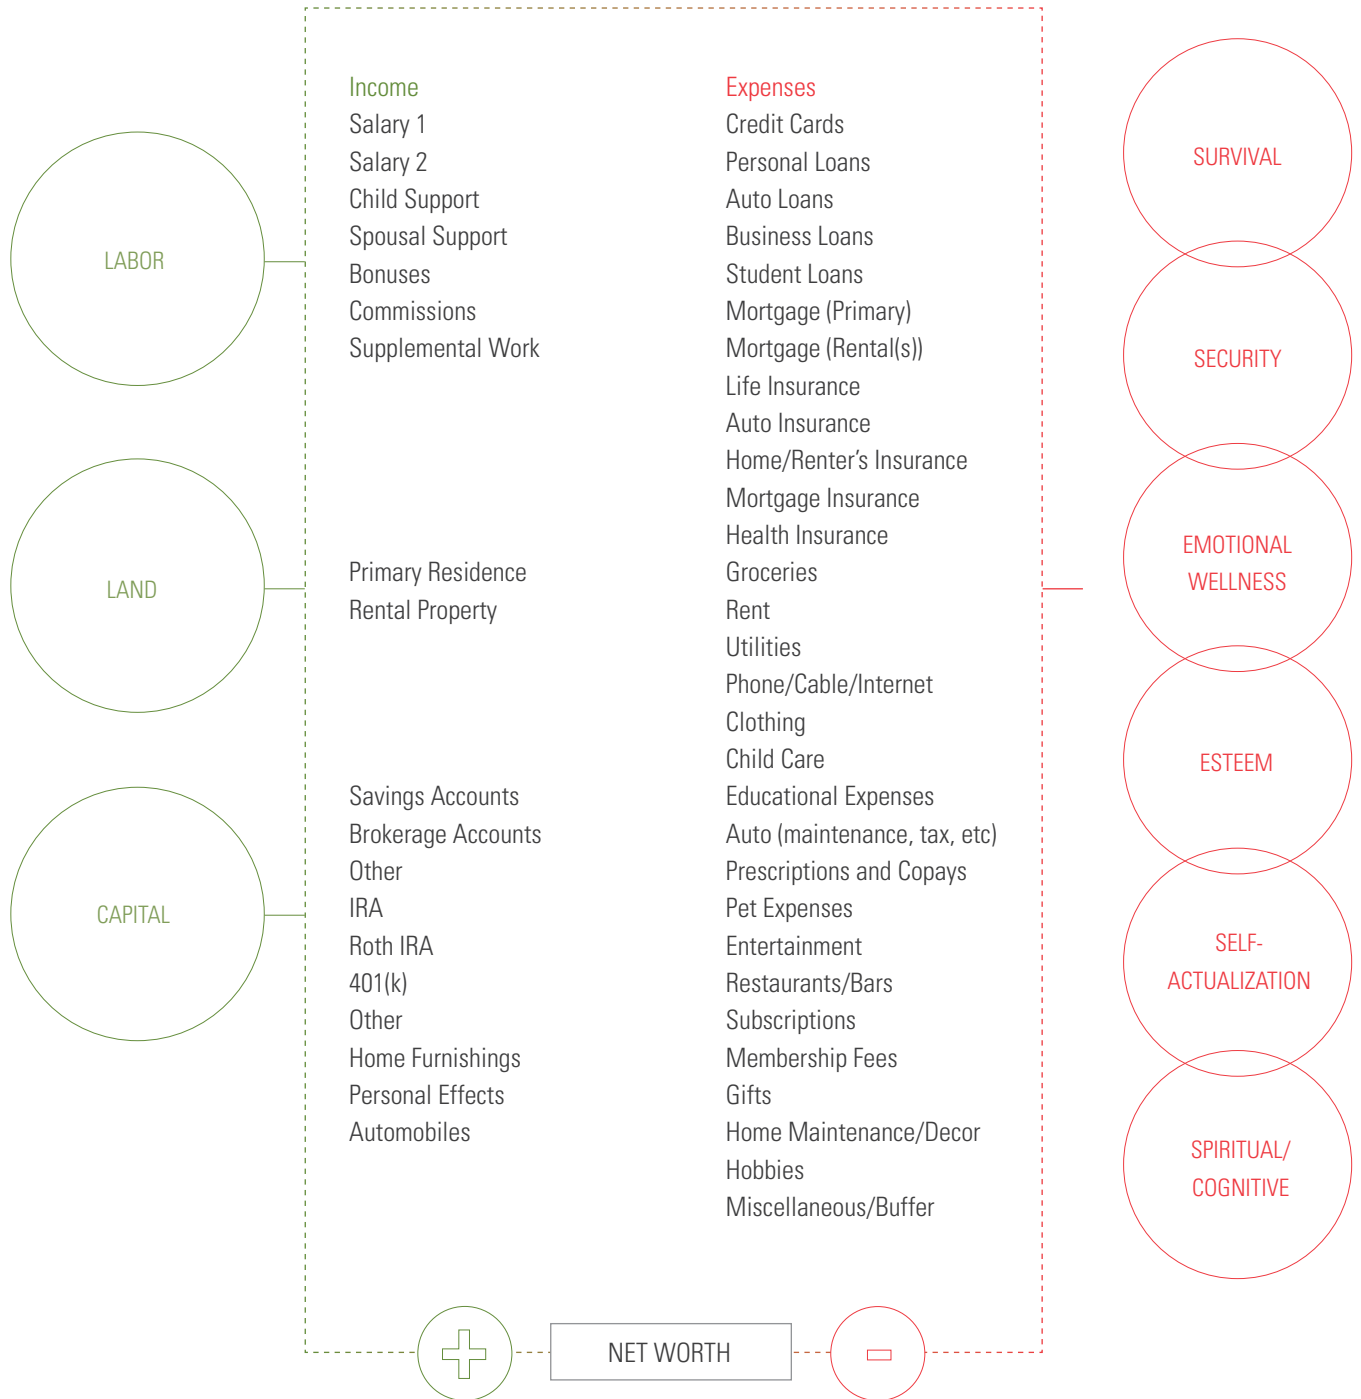 LABOR
LAND
CAPITAL
Income
Salary 1
Salary 2
Child Support
Spousal Support
Bonuses
Commissions
Supplemental Work
Primary Residence
Rental Property
Savings Accounts
Brokerage Accounts
Other
IRA
Roth IRA
401(k)
Other
Home Furnishings
Personal Effects
Automobiles
Expenses
Credit Cards
Personal Loans
Auto Loans
Business Loans
Student Loans
Mortgage (Primary)
Mortgage (Rental(s))
Life Insurance
Auto Insurance
Home/Renter's Insurance
Mortgage Insurance
Health Insurance
Groceries
Rent
Utilities
Phone/Cable/Internet
Clothing
Child Care
Educational Expenses
Auto (maintenance, tax, etc)
Prescriptions and Copays
Pet Expenses
Entertainment
Restaurants/Bars
Subscriptions
Membership Fees
Gifts
Home Maintenance/Decor
Hobbies
Miscellaneous/Buffer
SURVIVAL
SECURITY
EMOTIONAL
WELLNESS
ESTEEM
SELF-
ACTUALIZATION
SPIRITUAL/
COGNITIVE
+
NET WORTH
-